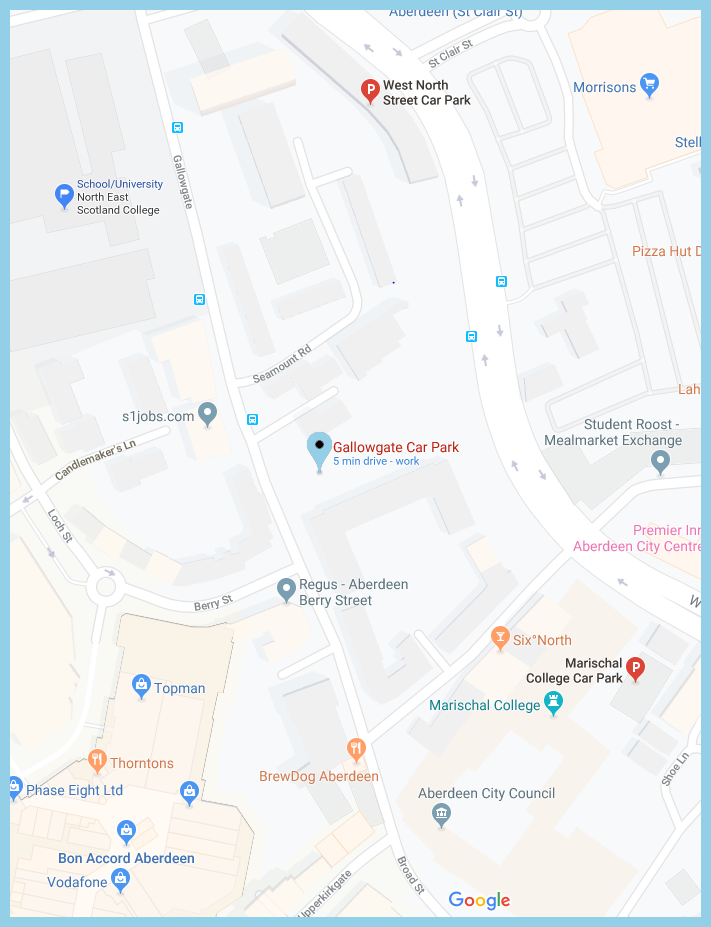 Aberdeen (St Clair St)
St Clair St
West North
Street Car Park
Morrisons
Stell
Gallowgate
School/University
North East
Scotland College
Pizza Hut D
Seamount Rd
Lah
s1jobs.com
Student Roost -
Mealmarket Exchange
Candlemaker's Ln
Gallowgate Car Park
5 min drive - work
Loch St
Premier Inn
Aberdeen City Centre
Regus - Aberdeen
Berry Street
Berry St
W
Six°North
Marischal
College Car Park
Topman
Marischal College
Thorntons
BrewDog Aberdeen
Shoe Ln
Phase Eight Ltd
Aberdeen City Council
Bon Accord Aberdeen
Vodafone
Upperkirkgate
Broad St
Google